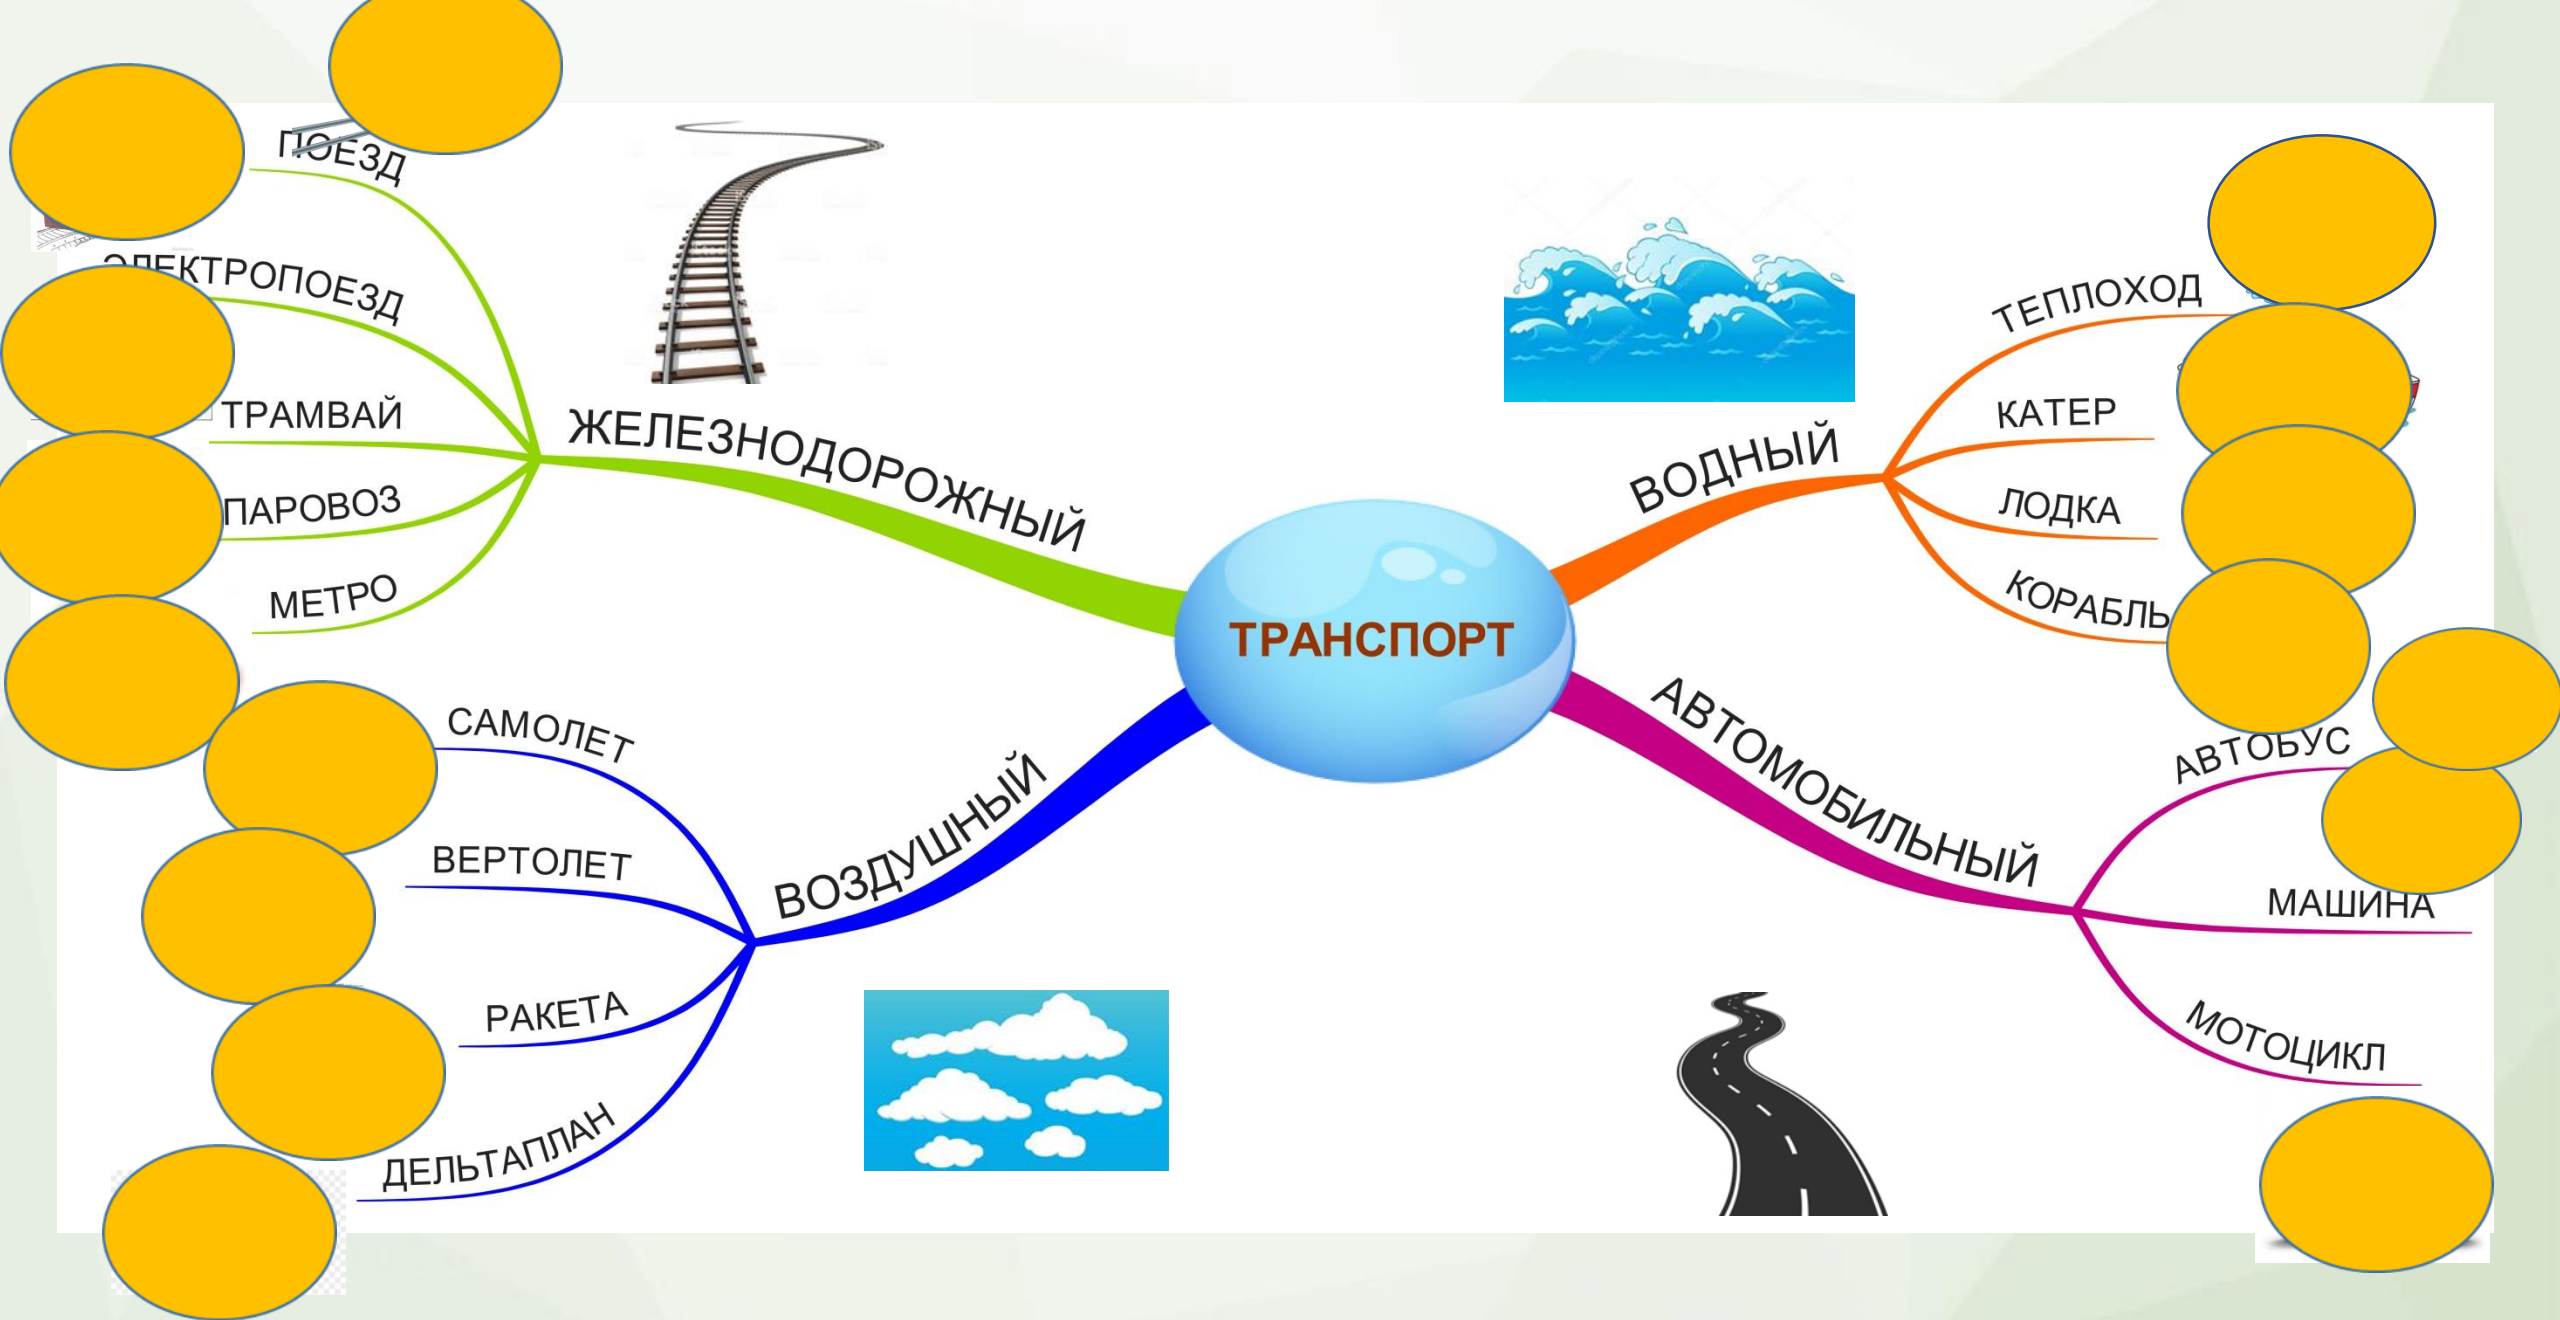 ТРАНСПОРТ
ЖЕЛЕЗНОДОРОЖНЫЙ
ПОЕЗД
ЭЛЕКТРОПОЕЗД
ТРАМВАЙ
ПАРОВОЗ
МЕТРО
ВОЗДУШНЫЙ
САМОЛЕТ
ВЕРТОЛЕТ
РАКЕТА
ДЕЛЬТАПЛАН
ВОДНЫЙ
ТЕПЛОХОД
КАТЕР
ЛОДКА
КОРАБЛЬ
АВТОМОБИЛЬНЫЙ
АВТОБУС
МАШИНА
МОТОЦИКЛ